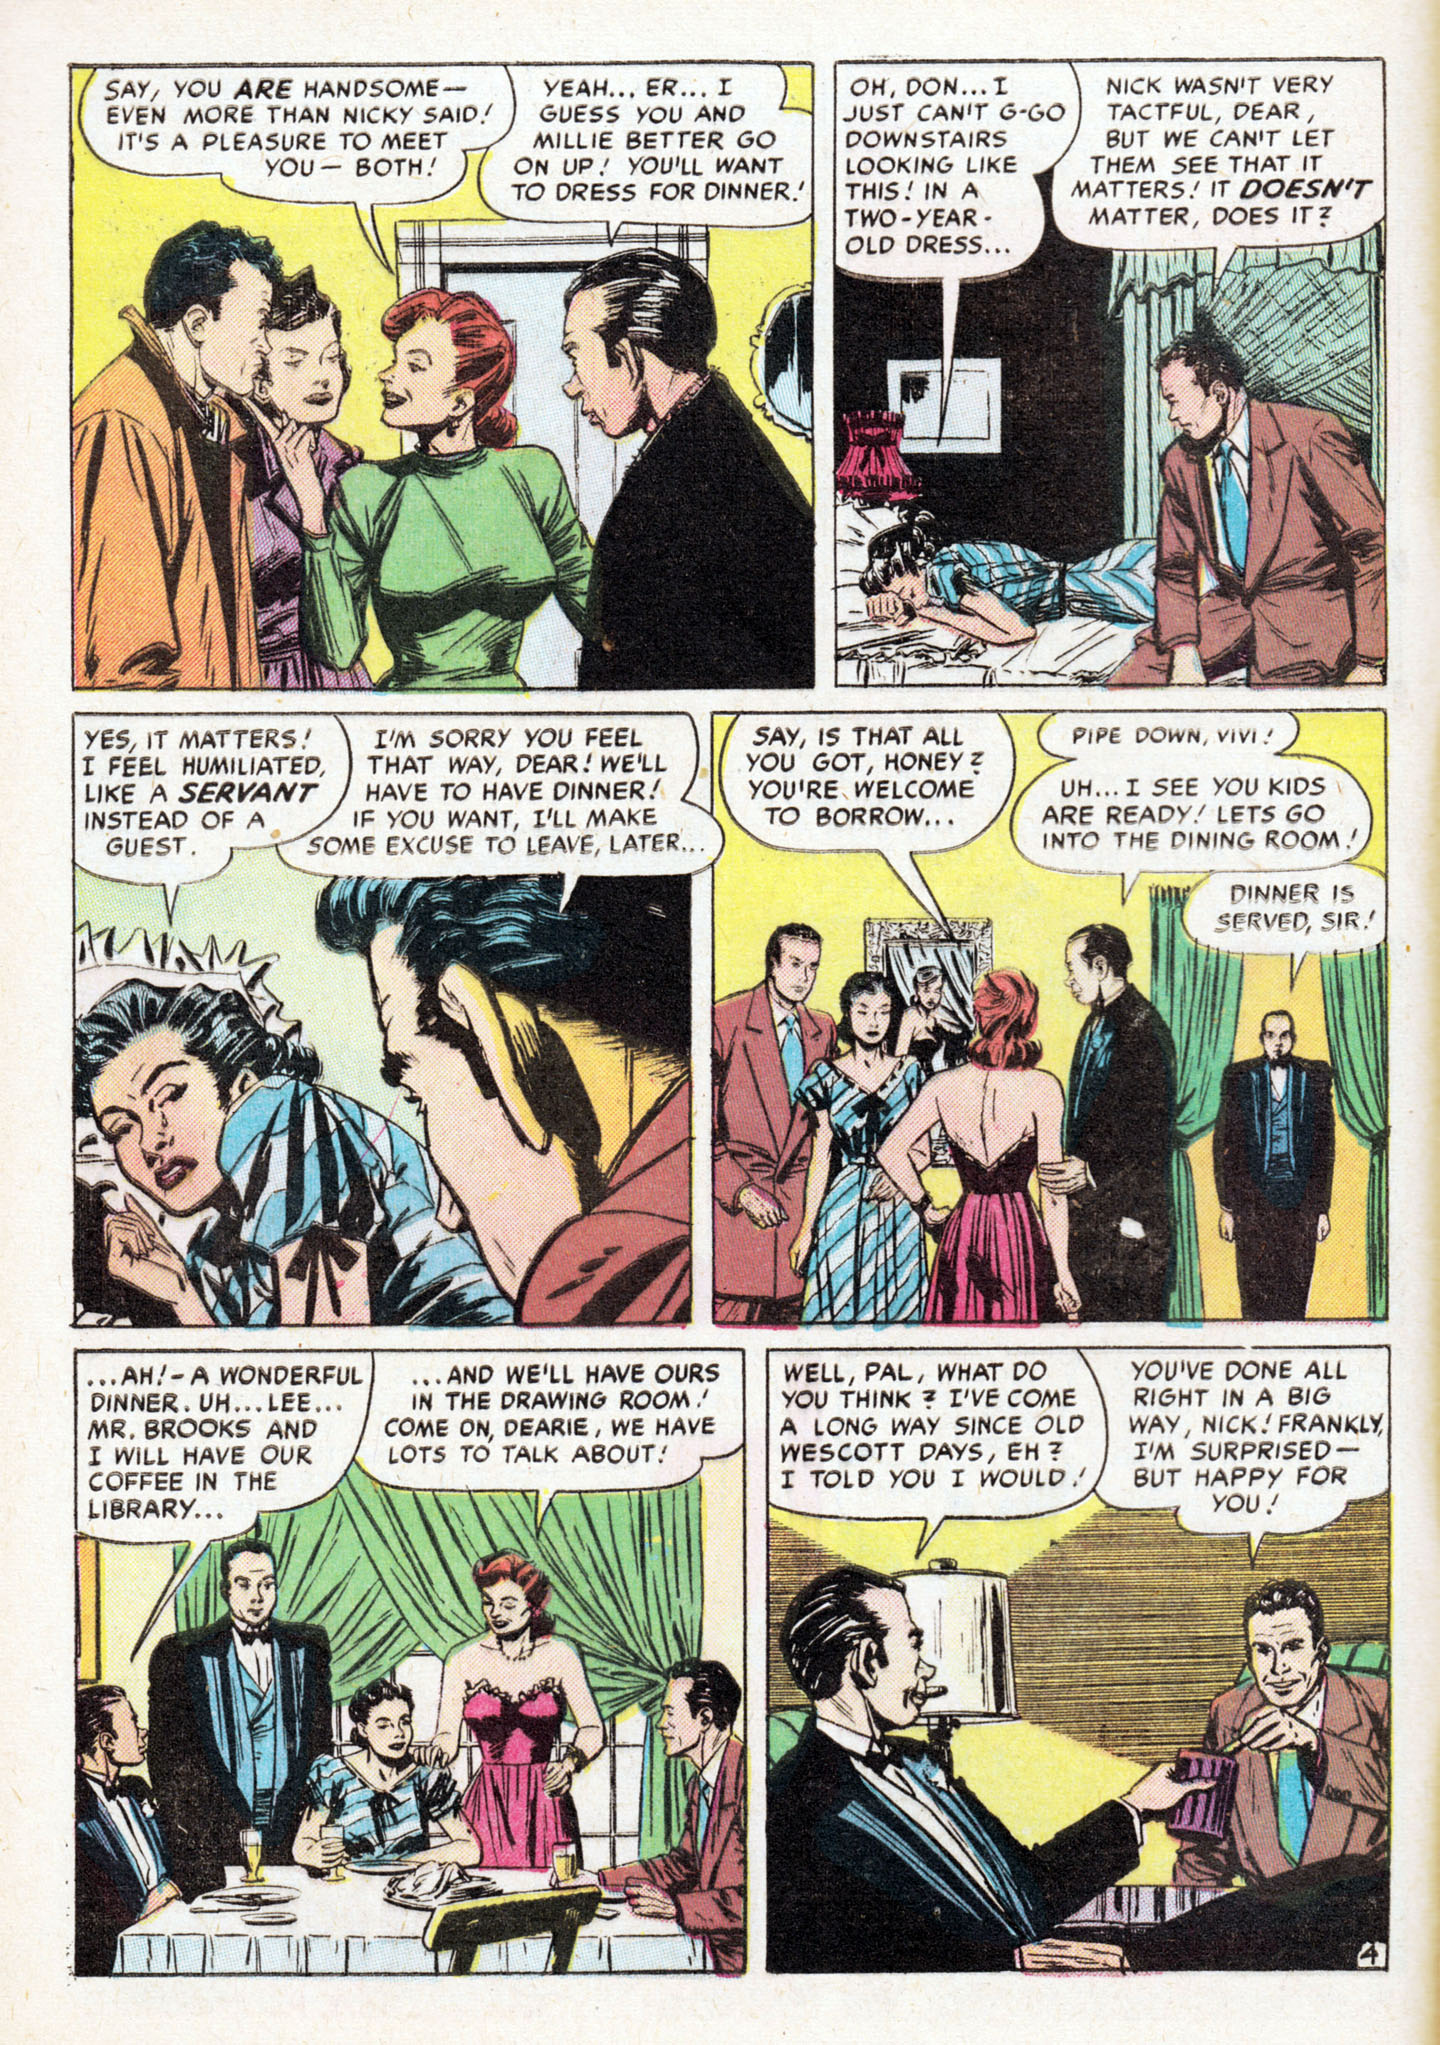 SAY, YOU ARE HANDSOME—
EVEN MORE THAN NICKY SAID!
IT'S A PLEASURE TO MEET
YOU— BOTH!
YEAH... ER... I
GUESS YOU AND
MILLIE BETTER GO
ON UP! YOU'LL WANT
TO DRESS FOR DINNER!
OH, DON... I
JUST CAN'T G-GO
DOWNSTAIRS
LOOKING LIKE
THIS! IN A
TWO-YEAR-
OLD DRESS...
NICK WASN'T VERY
TACTFUL, DEAR,
BUT WE CAN'T LET
THEM SEE THAT IT
MATTERS! IT DOESN'T
MATTER, DOES IT?
YES, IT MATTERS!
I FEEL HUMILIATED,
LIKE A SERVANT
INSTEAD OF A
GUEST.
I'M SORRY YOU FEEL
THAT WAY, DEAR! WE'LL
HAVE TO HAVE DINNER!
IF YOU WANT, I'LL MAKE
SOME EXCUSE TO LEAVE, LATER...
SAY, IS THAT ALL
YOU GOT, HONEY?
YOU'RE WELCOME
TO BORROW...
PIPE DOWN, VIVI!
UH... I SEE YOU KIDS
ARE READY! LETS GO
INTO THE DINING ROOM!
DINNER IS
SERVED, SIR!
...AH!-A WONDERFUL
DINNER. UH... LEE...
MR. BROOKS AND
I WILL HAVE OUR
COFFEE IN THE
LIBRARY...
...AND WE'LL HAVE OURS
IN THE DRAWING ROOM!
COME ON, DEARIE, WE HAVE
LOTS TO TALK ABOUT!
WELL, PAL, WHAT DO
YOU THINK? I'VE COME
A LONG WAY SINCE OLD
WESCOTT DAYS, EH?
I TOLD YOU I WOULD!
YOU'VE DONE ALL
RIGHT IN A BIG
WAY, NICK! FRANKLY,
I'M SURPRISED—
BUT HAPPY FOR
YOU!
4